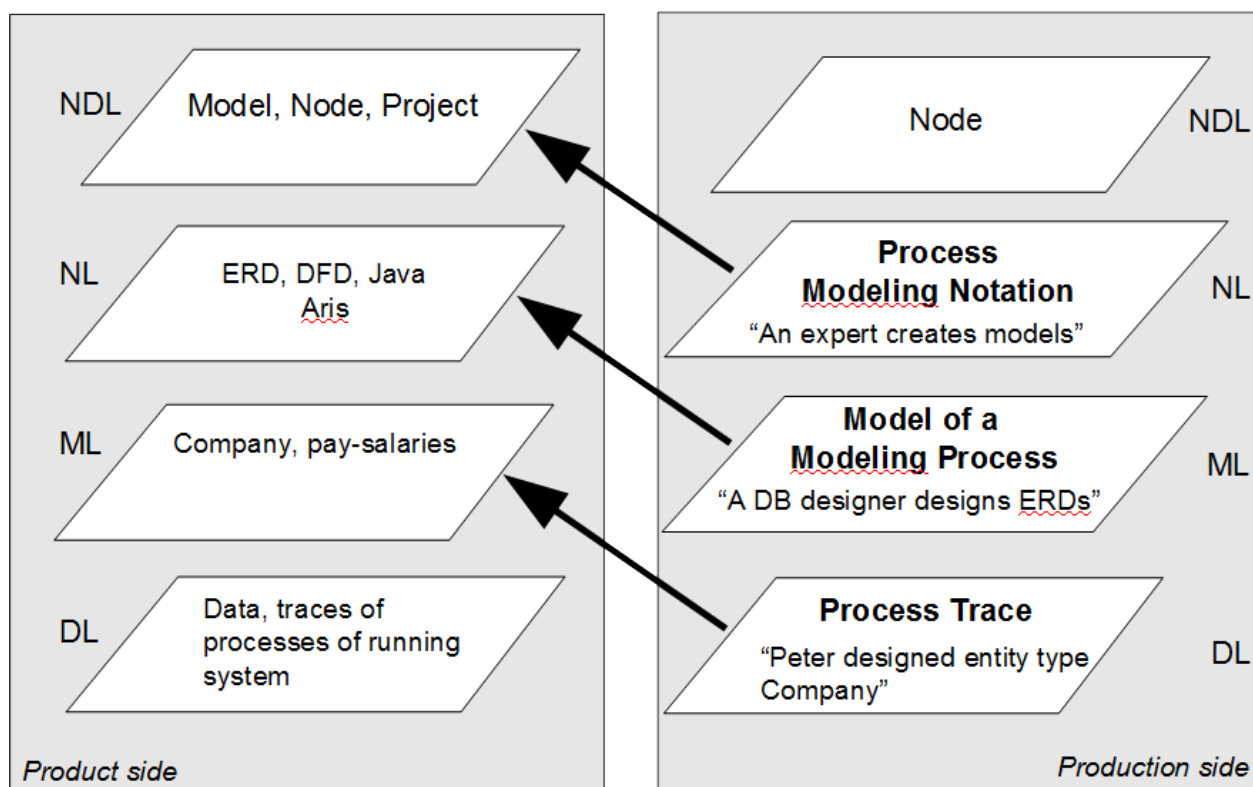 NDL
Model, Node, Project
NL
ERD, DFD, Java
Aris
ML
Company, pay-salaries
DL
Data, traces of
processes of running
system
Product side
Node
NDL
Process
Modeling Notation
“An expert creates models”
NL
Model of a
Modeling Process
“A DB designer designs ERDs”
ML
Process Trace
“Peter designed entity type
Company”
DL
Production side